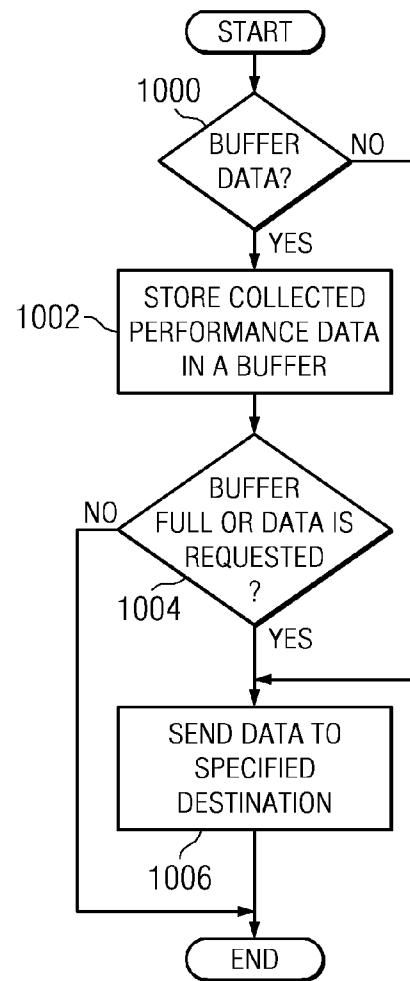 START
1000
BUFFER
DATA?
NO
YES
1002
STORE COLLECTED
PERFORMANCE DATA
IN A BUFFER
NO
BUFFER
FULL OR DATA IS
REQUESTED
?
1004
YES
SEND DATA TO
SPECIFIED
DESTINATION
1006
END